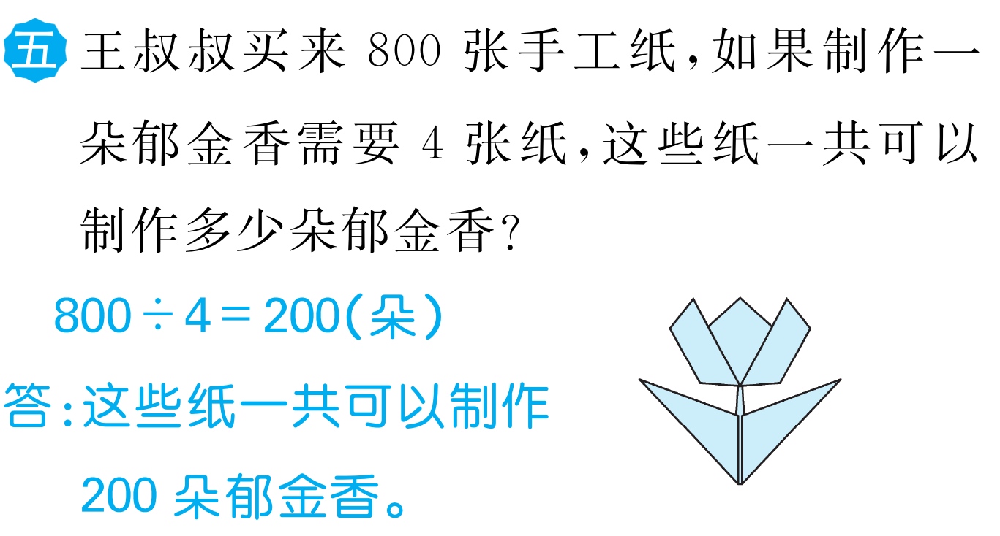 五 王叔叔买来 800 张手工纸,如果制作一
朵郁金香需要 4 张纸,这些纸一共可以
制作多少朵郁金香?
800÷4=200(朵)
答:这些纸一共可以制作
200 朵郁金香。